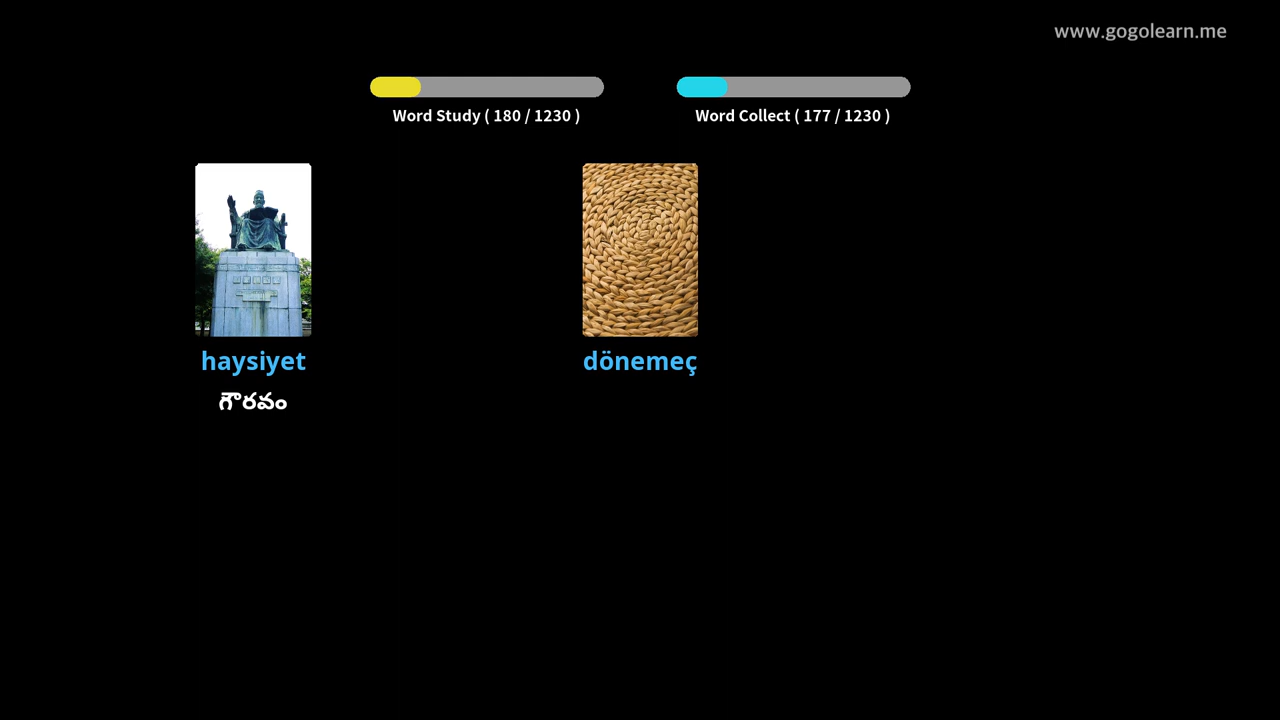 www.gogolearn.me
Word Study ( 180 / 1230 )
Word Collect ( 177 / 1230 )
haysiyet
dönemeç
గౌరవం